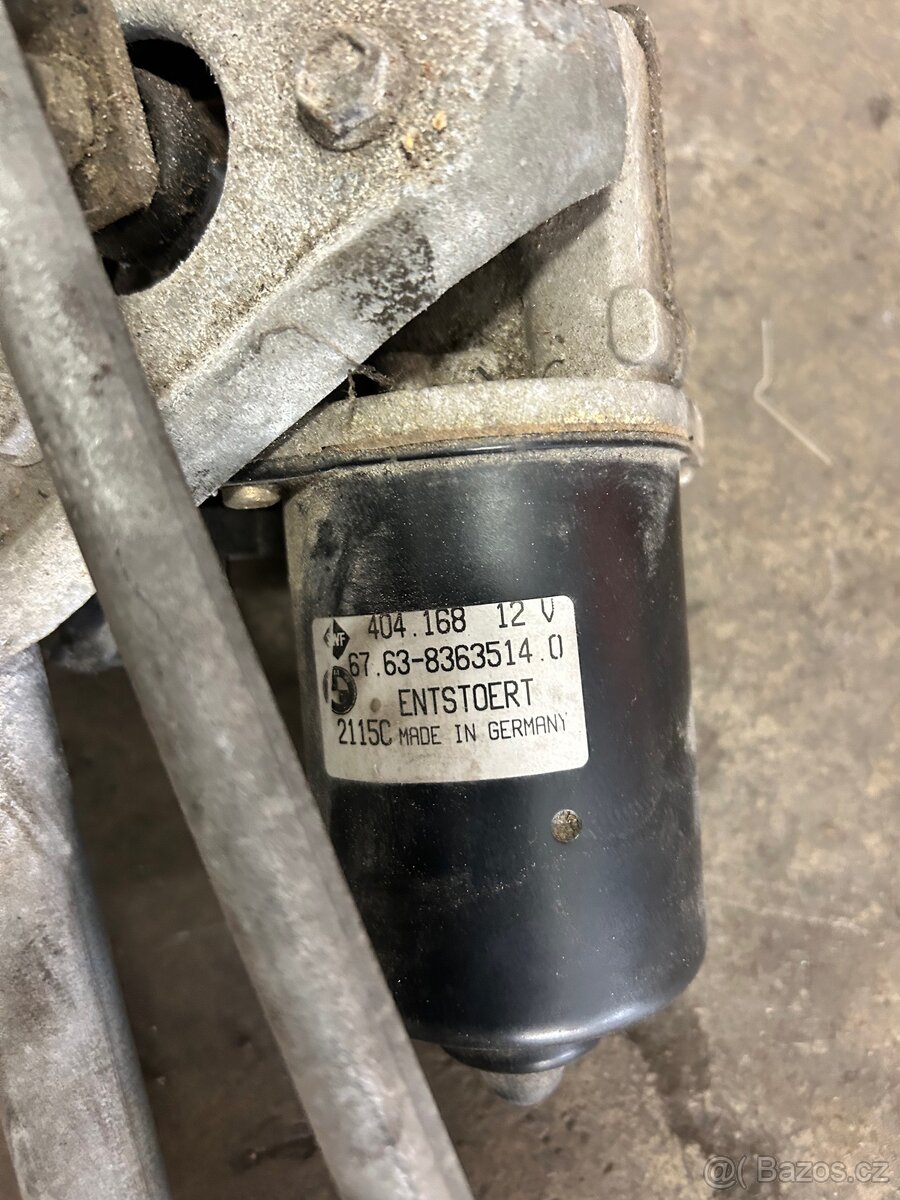 404.168 12 V
67.63-8363514.0
ENTSTOERT
2115C MADE IN GERMANY
@( Bazos.cz